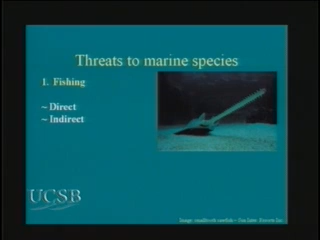 Threats to marine species
1. Fishing
~ Direct
~ Indirect
UCSB